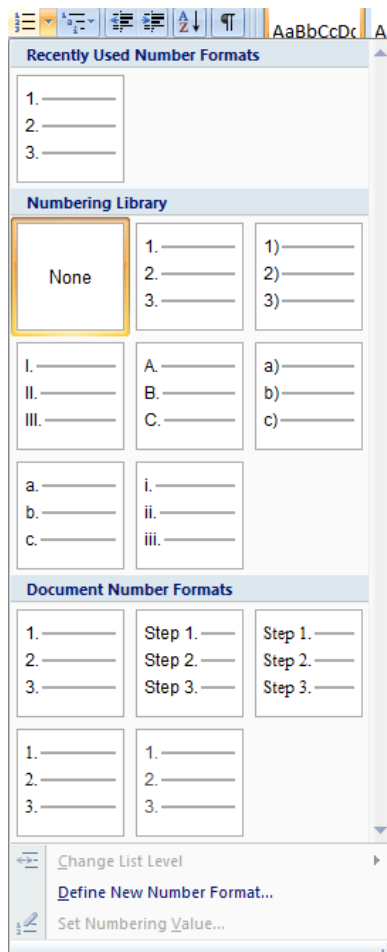 AaBbCcDc A
Recently Used Number Formats
1.
2.
3.
Numbering Library
None
1.
2.
3.
1)
2)
3)
I.
II.
III.
A.
B.
C.
a)
b)
c)
a.
b.
c.
i.
ii.
iii.
Document Number Formats
1.
2.
3.
Step 1.
Step 2.
Step 3.
Step 1.
Step 2.
Step 3.
1.
2.
3.
1.
2.
3.
Change List Level
Define New Number Format...
Set Numbering Value...